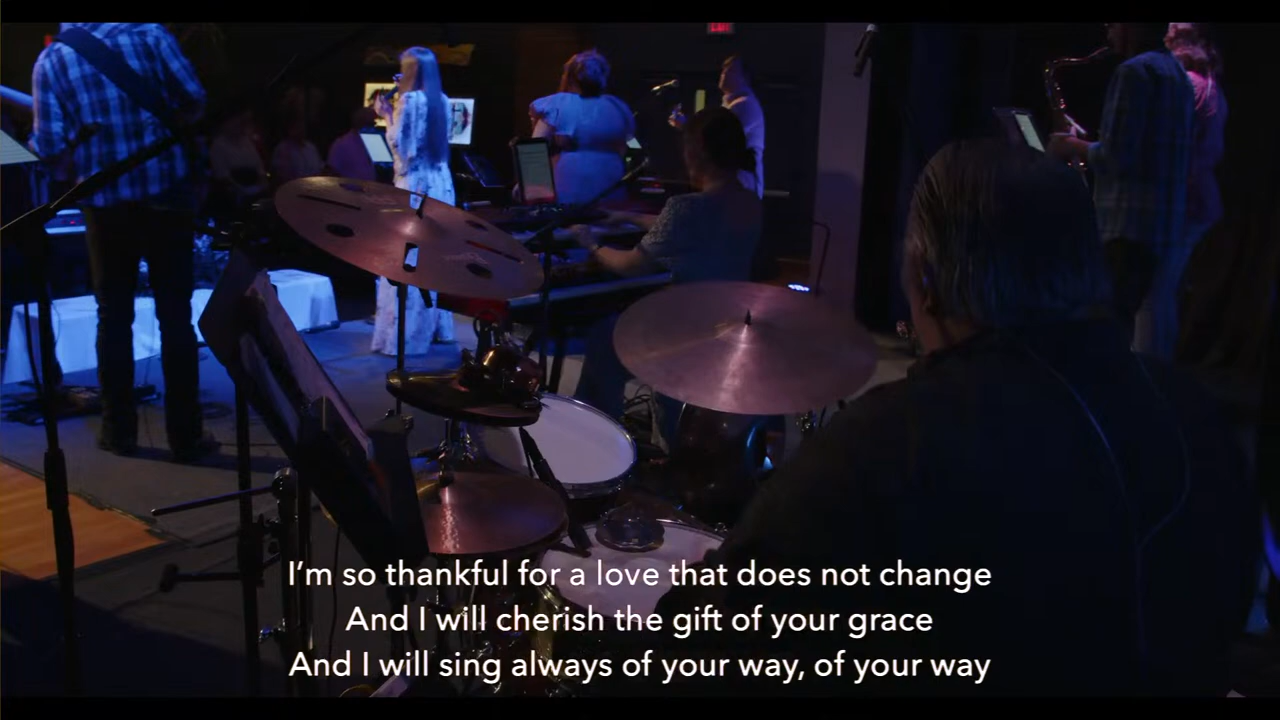 EXIT
I'm so thankful for a love that does not change
And I will cherish the gift of your grace
And I will sing always of your way, of your way